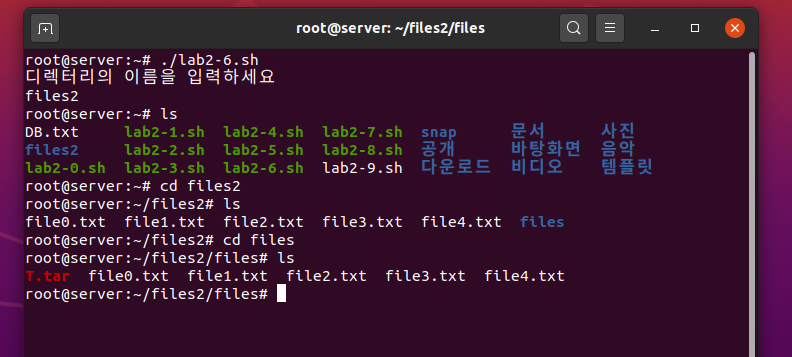 root@server: ~/files2/files
root@server:~# ./lab2-6.sh
디렉터리의 이름을 입력하세요
files2
root@server:~# ls
DB.txt lab2-1.sh lab2-4.sh lab2-7.sh snap 문서 사진
files2 lab2-2.sh lab2-5.sh lab2-8.sh 공개 바탕화면 음악
lab2-0.sh lab2-3.sh lab2-6.sh lab2-9.sh 다운로드 비디오 템플릿
root@server:~# cd files2
root@server:~/files2# ls
file0.txt file1.txt file2.txt file3.txt file4.txt files
root@server:~/files2# cd files
root@server:~/files2/files# ls
T.tar file0.txt file1.txt file2.txt file3.txt file4.txt
root@server:~/files2/files#